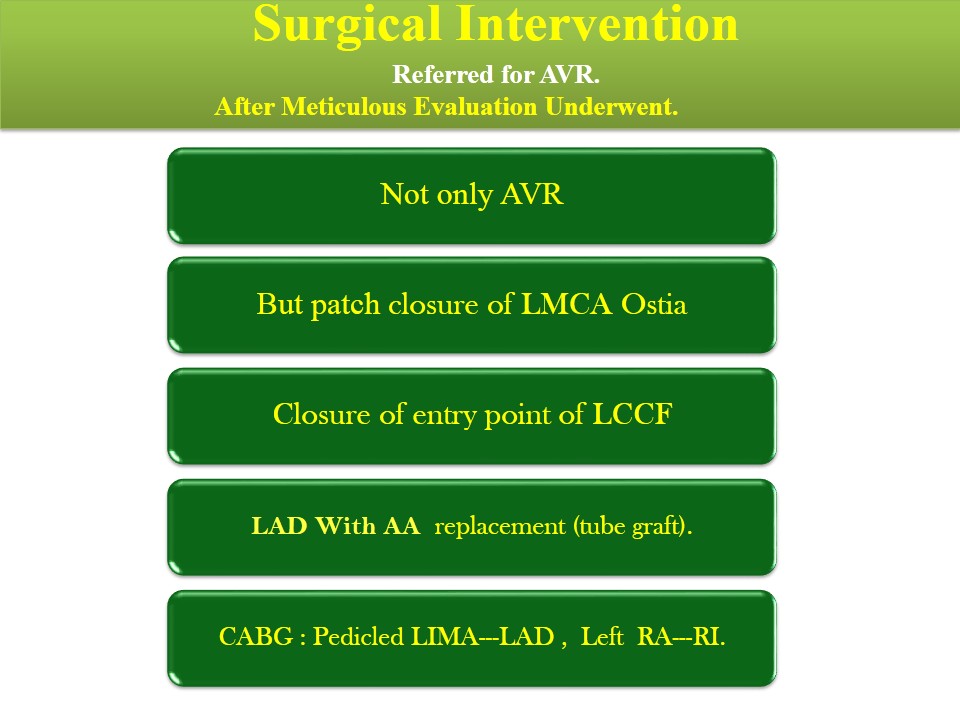 Surgical Intervention
Referred for AVR.
After Meticulous Evaluation Underwent.
Not only AVR
But patch closure of LMCA Ostia
Closure of entry point of LCCF
LAD With AA replacement (tube graft).
CABG : Pedicled LIMA---LAD , Left RA---RI.